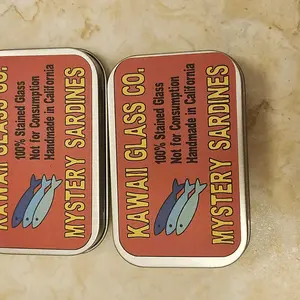 KAWAII GLASS CO.
100% Stained Glass
Not for Consumption
Handmade in California
MYSTERY SARDINES
KAWAII GLASS CO.
100% Stained Glass
Not for Consumption
Handmade in California
MYSTERY SARDINES